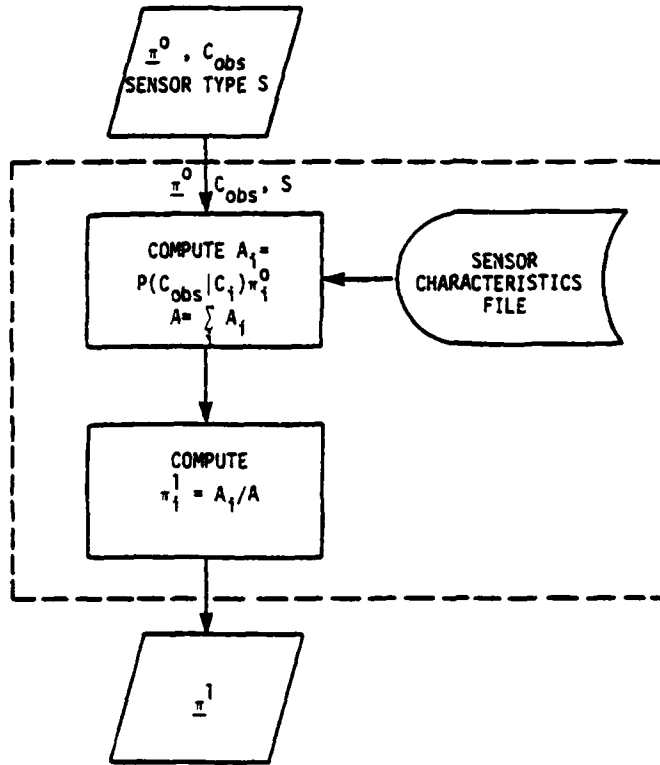 π⁰, C_obs
SENSOR TYPE S
π⁰ C_obs, S
COMPUTE A_i=
P(C_obs|C_i)π_i⁰
A= ∑_i A_i
SENSOR
CHARACTERISTICS
FILE
COMPUTE
π_i¹ = A_i/A
π¹